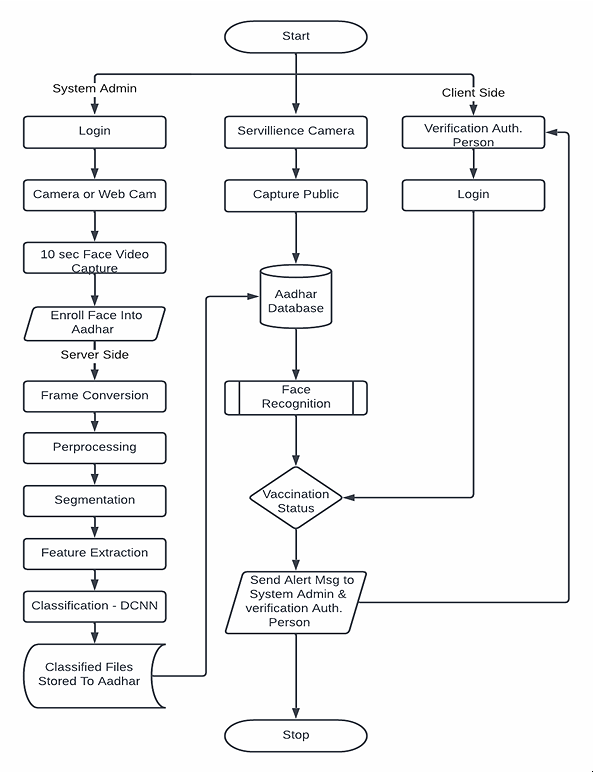 Start
System Admin
Login
Camera or Web Cam
10 sec Face Video
Capture
Enroll Face Into
Aadhar
Server Side
Frame Conversion
Perprocessing
Segmentation
Feature Extraction
Classification - DCNN
Classified Files
Stored To Aadhar
Servillience Camera
Capture Public
Aadhar
Database
Face
Recognition
Vaccination
Status
Send Alert Msg to
System Admin &
verification Auth.
Person
Stop
Client Side
Verification Auth.
Person
Login